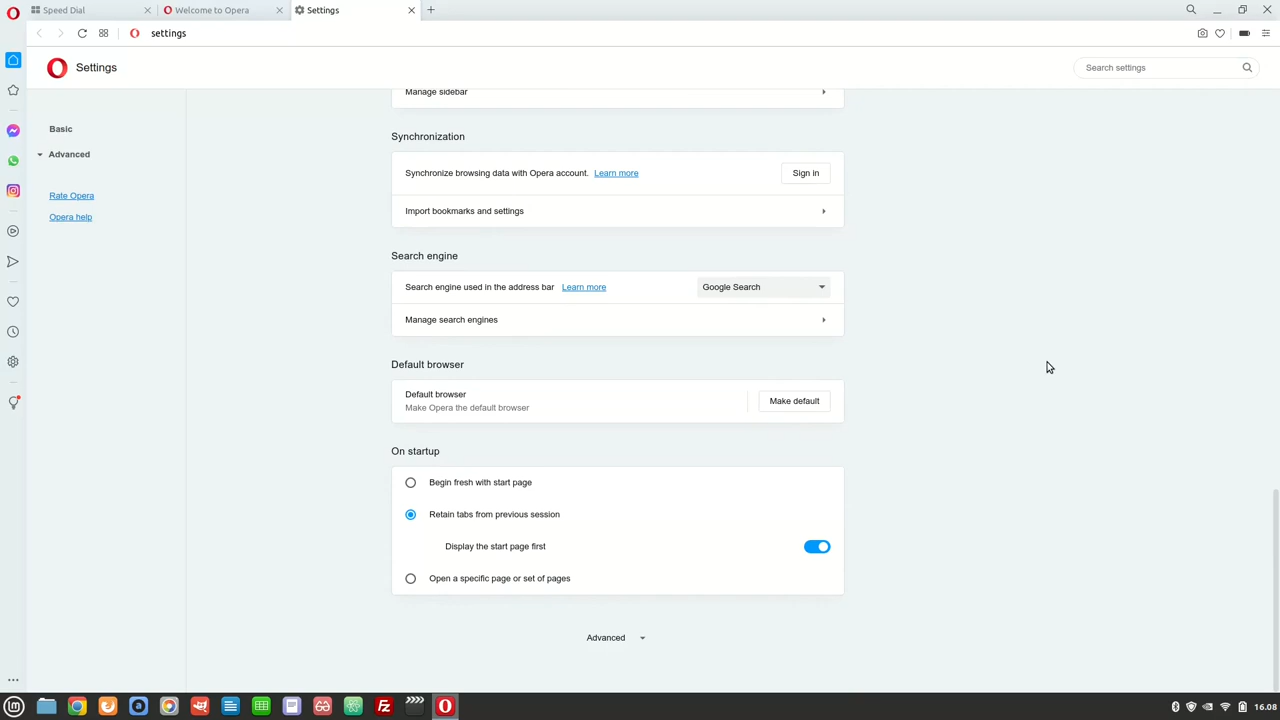 Speed Dial
Welcome to Opera
Settings
settings
Settings
Search settings
Basic
Advanced
Rate Opera
Opera help
Manage sidebar
Synchronization
Synchronize browsing data with Opera account. Learn more
Sign in
Import bookmarks and settings
Search engine
Search engine used in the address bar Learn more
Google Search
Manage search engines
Default browser
Default browser
Make Opera the default browser
Make default
On startup
Begin fresh with start page
Retain tabs from previous session
Display the start page first
Open a specific page or set of pages
Advanced
16.08